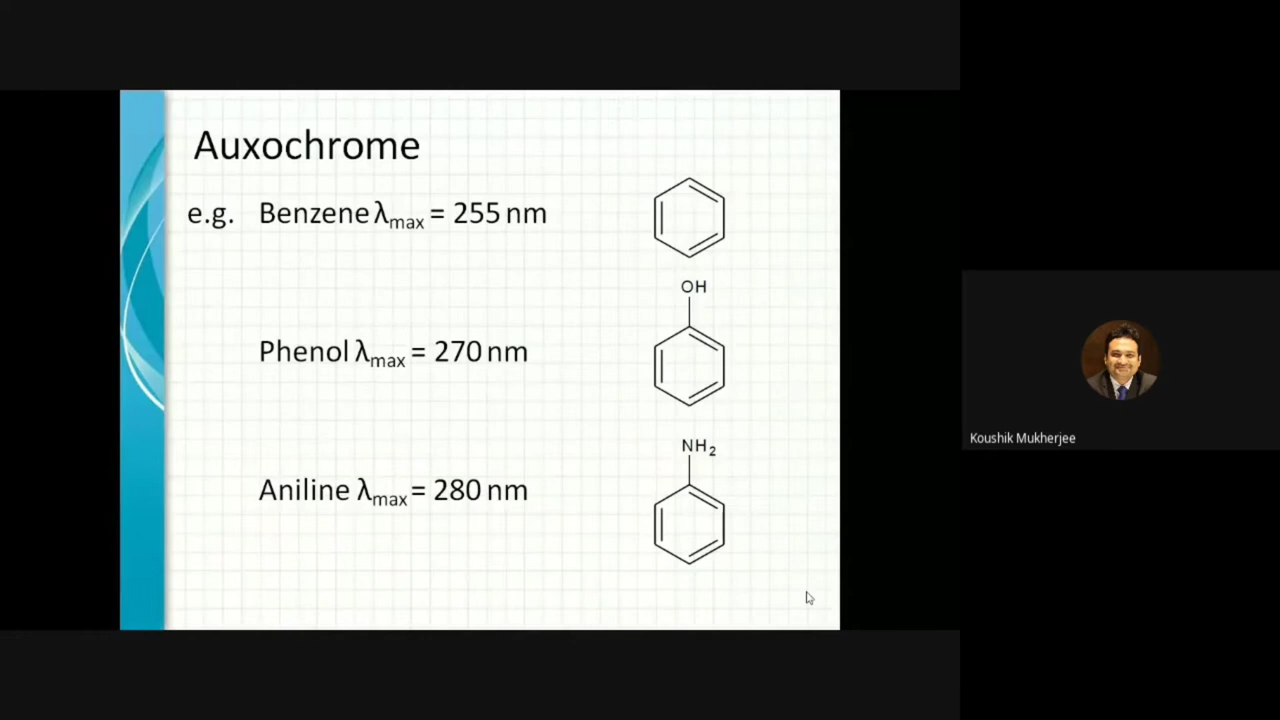 Auxochrome
e.g. Benzene λmax = 255 nm
OH
Phenol λmax = 270 nm
NH2
Aniline λmax = 280 nm
Koushik Mukherjee